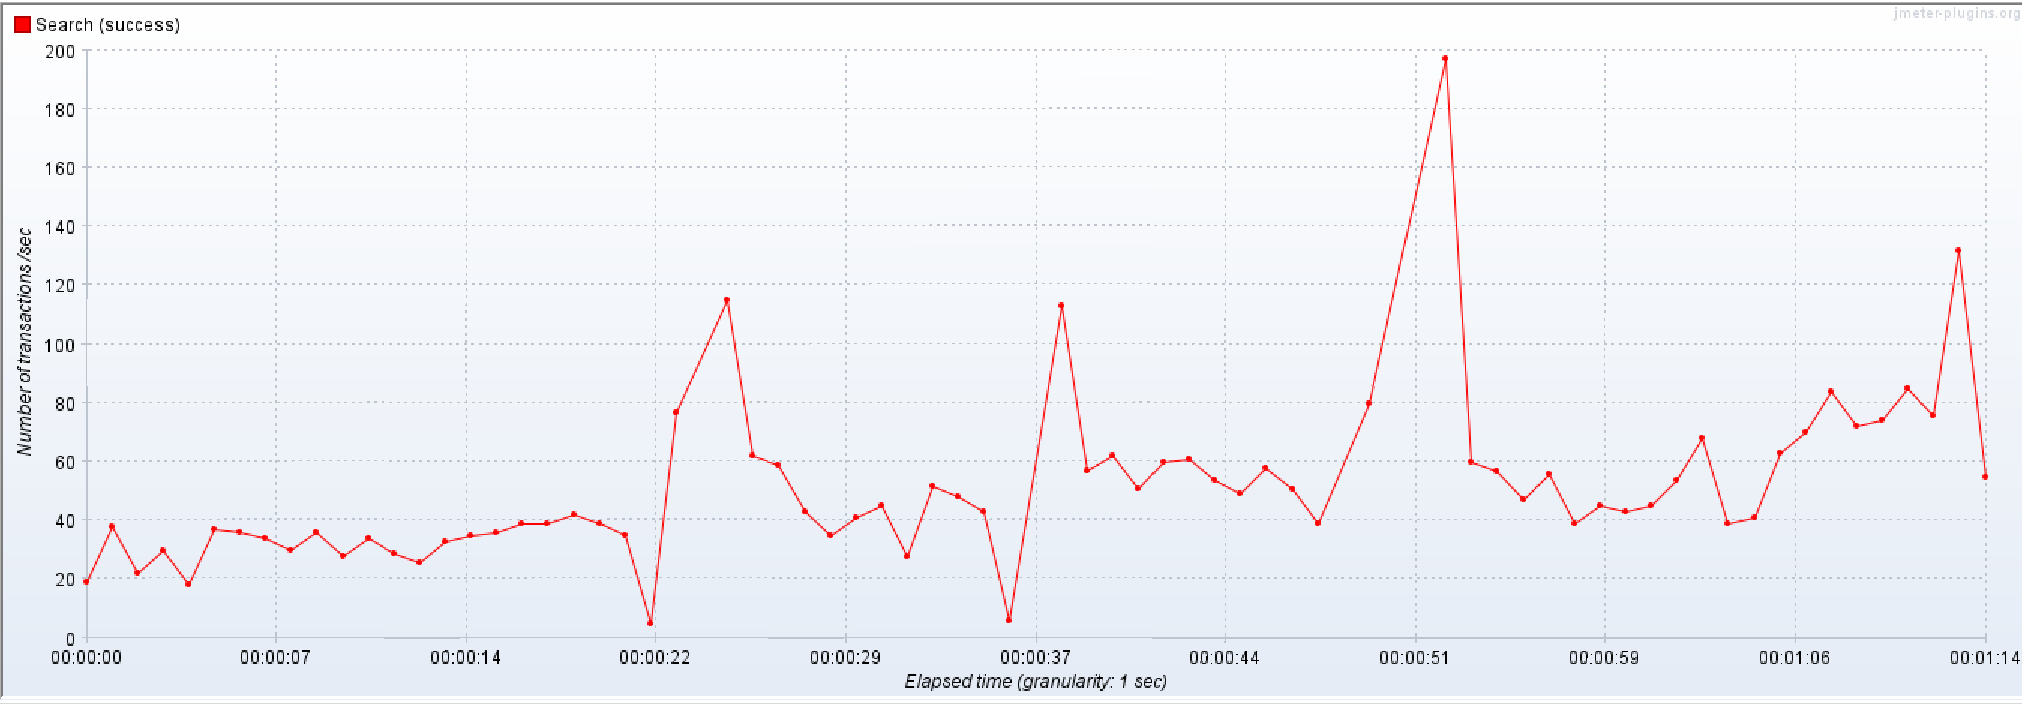 jmeter-plugins.org
Search (success)
200
180
160
140
120
100
80
60
40
20
0
Number of transactions /sec
00:00:00 00:00:07 00:00:14 00:00:22 00:00:29 00:00:37 00:00:44 00:00:51 00:00:59 00:01:06 00:01:14
Elapsed time (granularity: 1 sec)